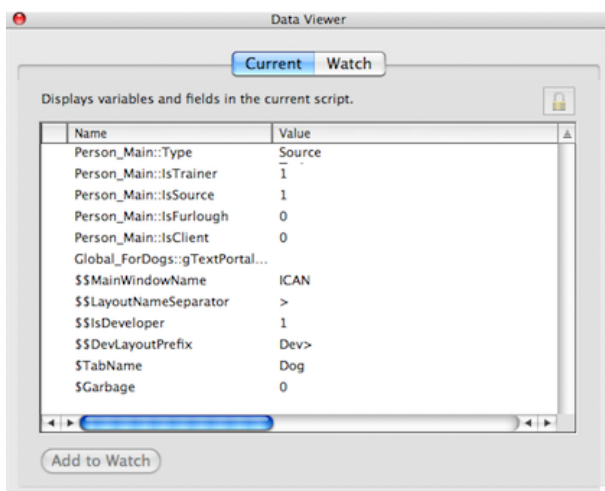 Data Viewer
Current Watch
Displays variables and fields in the current script.
Name Value
Person_Main::Type Source
Person_Main::IsTrainer 1
Person_Main::IsSource 1
Person_Main::IsFurlough 0
Person_Main::IsClient 0
Global_ForDogs::gTextPortal...
$$MainWindowName ICAN
$$LayoutNameSeparator >
$$IsDeveloper 1
$$DevLayoutPrefix Dev>
$TabName Dog
$Garbage 0
Add to Watch